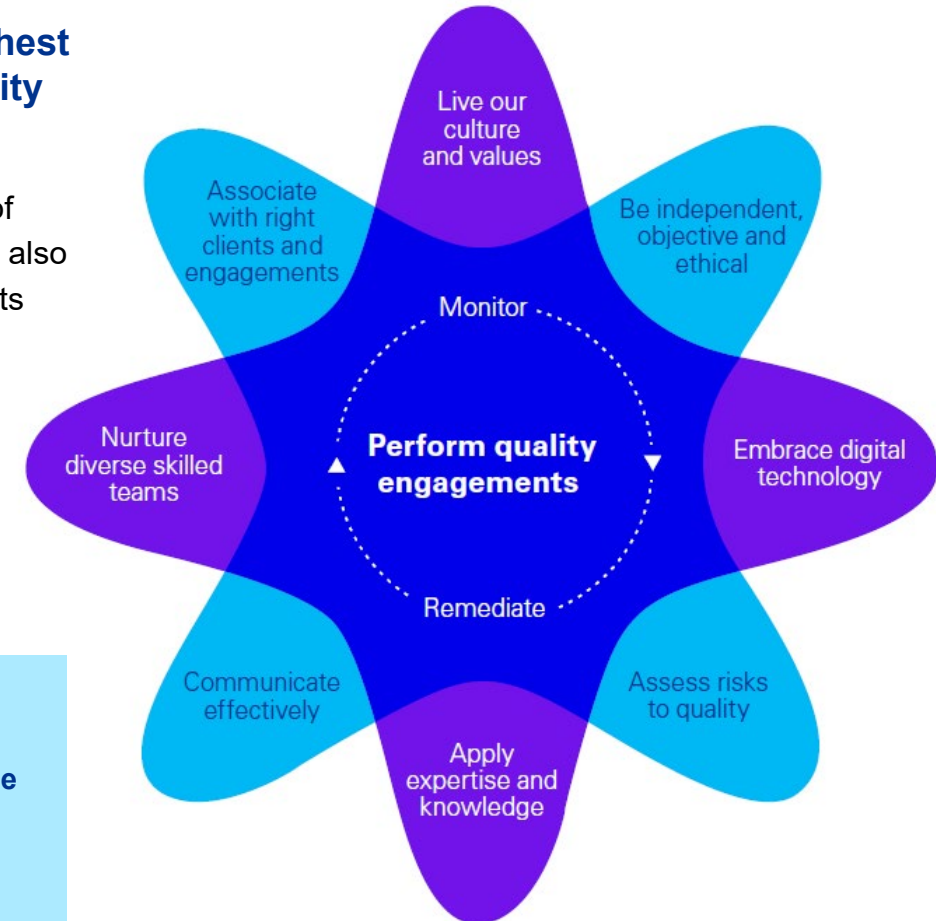 hest
ity
of
also
ts
e
Live our
culture
and values
Associate
with right
clients and
engagements
Be independent,
objective and
ethical
Monitor
Nurture
diverse skilled
teams
Perform quality
engagements
Embrace digital
technology
Remediate
Communicate
effectively
Assess risks
to quality
Apply
expertise and
knowledge